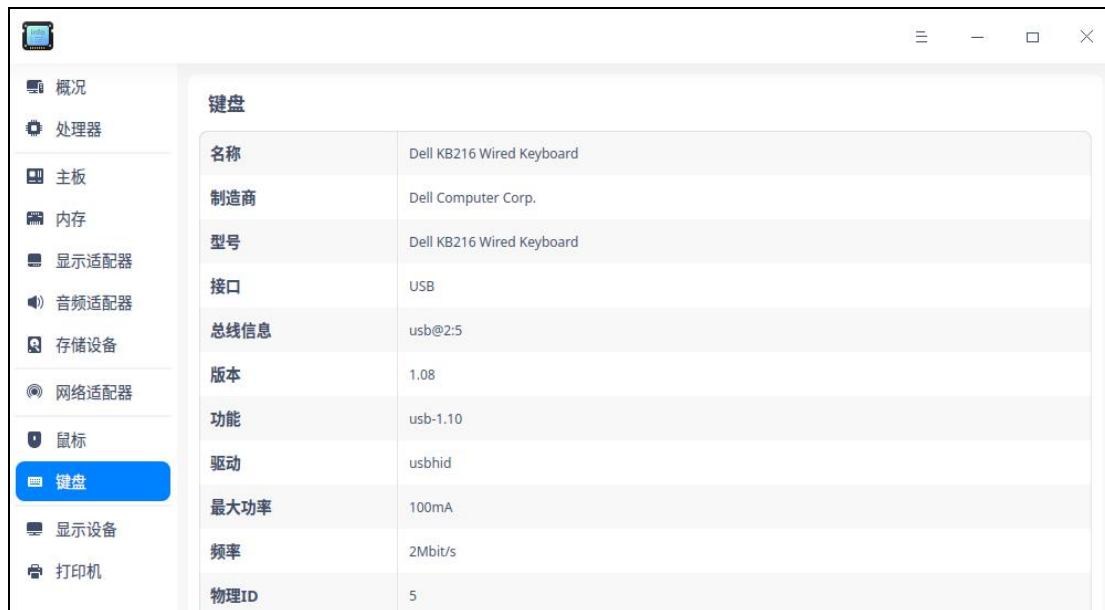 概况
处理器
主板
内存
显示适配器
音频适配器
存储设备
网络适配器
鼠标
键盘
显示设备
打印机
键盘
名称 Dell KB216 Wired Keyboard
制造商 Dell Computer Corp.
型号 Dell KB216 Wired Keyboard
接口 USB
总线信息 usb@2:5
版本 1.08
功能 usb-1.10
驱动 usbhid
最大功率 100mA
频率 2Mbit/s
物理ID 5